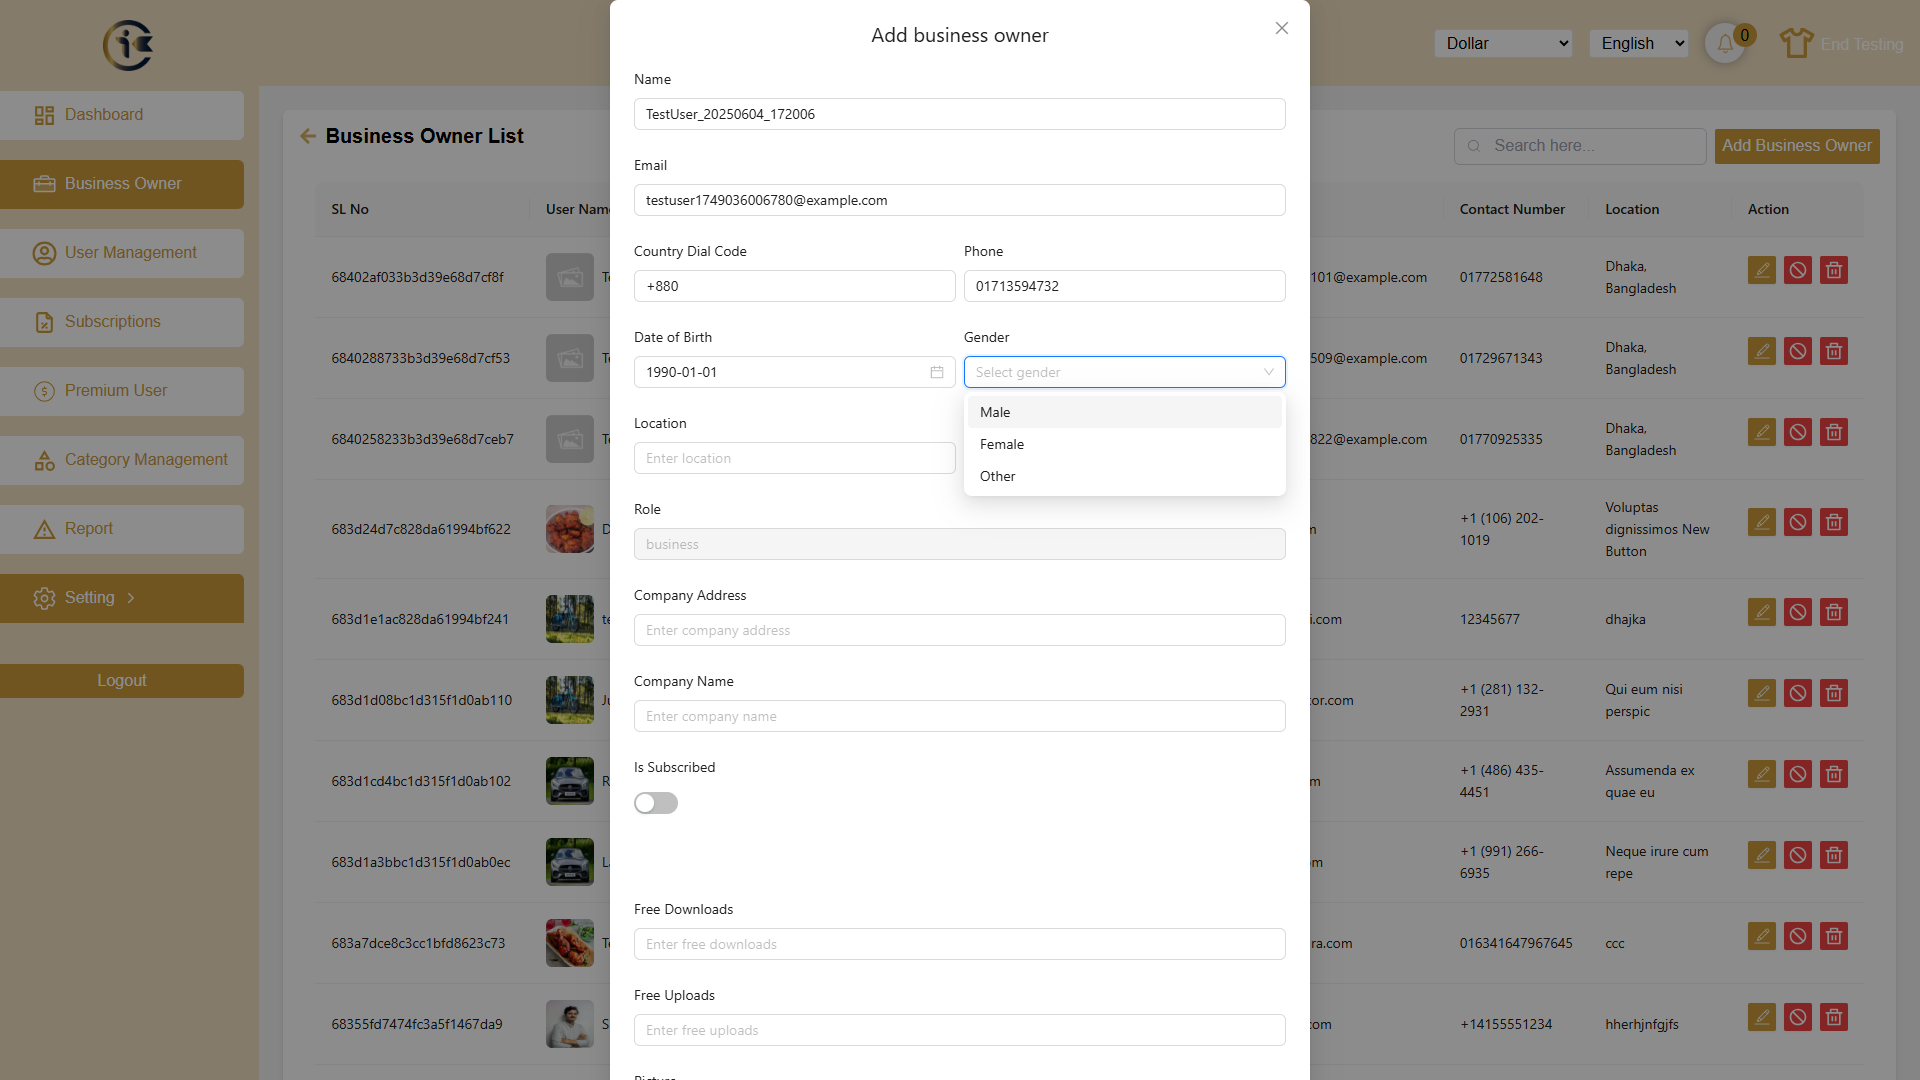 Add business owner
Dollar
English
0
End Testing
Dashboard
Business Owner
User Management
Subscriptions
Premium User
Category Management
Report
Setting
Logout
Business Owner List
Search here...
Add Business Owner
SL No
User Name
Contact Number
Location
Action
68402af033b3d39e68d7cf8f
101@example.com
01772581648
Dhaka,
Bangladesh
6840288733b3d39e68d7cf53
509@example.com
01729671343
Dhaka,
Bangladesh
6840258233b3d39e68d7ceb7
822@example.com
01770925335
Dhaka,
Bangladesh
683d24d7c828da61994bf622
+1 (106) 202-
1019
Voluptas
dignissimos New
Button
683d1e1ac828da61994bf241
te
i.com
12345677
dhajka
683d1d08bc1d315f1d0ab110
tor.com
+1 (281) 132-
2931
Qui eum nisi
perspic
683d1cd4bc1d315f1d0ab102
R
m
+1 (486) 435-
4451
Assumenda ex
quae eu
683d1a3bbc1d315f1d0ab0ec
om
+1 (991) 266-
6935
Neque irure cum
repe
683a7dce8c3cc1bfd8623c73
ra.com
016341647967645
ccc
68355fd7474fc3a5f1467da9
S
com
+14155551234
hherhjnfgjfs
Name
TestUser_20250604_172006
Email
testuser1749036006780@example.com
Country Dial Code
Phone
+880
01713594732
Date of Birth
Gender
1990-01-01
Select gender
Male
Female
Other
Location
Enter location
Role
business
Company Address
Enter company address
Company Name
Enter company name
Is Subscribed
Free Downloads
Enter free downloads
Free Uploads
Enter free uploads
Picture